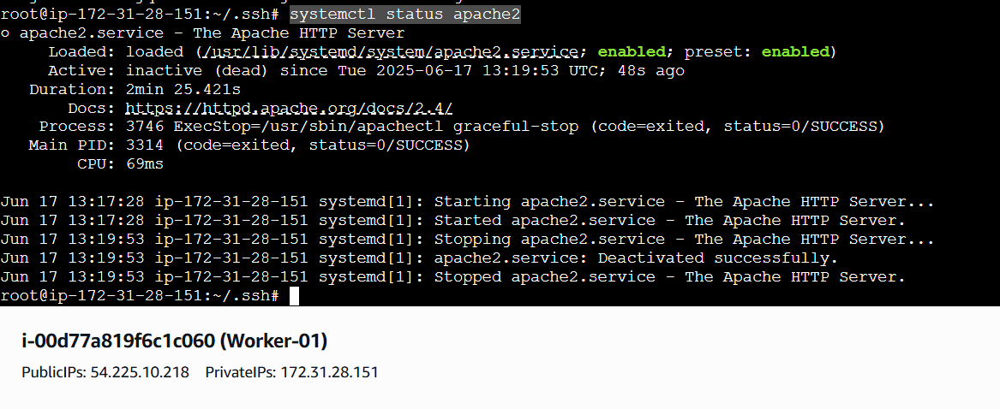 root@ip-172-31-28-151:~/.ssh# systemctl status apache2
○ apache2.service - The Apache HTTP Server
     Loaded: loaded (/usr/lib/systemd/system/apache2.service; enabled; preset: enabled)
     Active: inactive (dead) since Tue 2025-06-17 13:19:53 UTC; 48s ago
   Duration: 2min 25.421s
       Docs: https://httpd.apache.org/docs/2.4/
    Process: 3746 ExecStop=/usr/sbin/apachectl graceful-stop (code=exited, status=0/SUCCESS)
   Main PID: 3314 (code=exited, status=0/SUCCESS)
        CPU: 69ms

Jun 17 13:17:28 ip-172-31-28-151 systemd[1]: Starting apache2.service - The Apache HTTP Server...
Jun 17 13:17:28 ip-172-31-28-151 systemd[1]: Started apache2.service - The Apache HTTP Server.
Jun 17 13:19:53 ip-172-31-28-151 systemd[1]: Stopping apache2.service - The Apache HTTP Server...
Jun 17 13:19:53 ip-172-31-28-151 systemd[1]: apache2.service: Deactivated successfully.
Jun 17 13:19:53 ip-172-31-28-151 systemd[1]: Stopped apache2.service - The Apache HTTP Server.
root@ip-172-31-28-151:~/.ssh#
i-00d77a819f6c1c060 (Worker-01)
PublicIPs: 54.225.10.218 PrivateIPs: 172.31.28.151